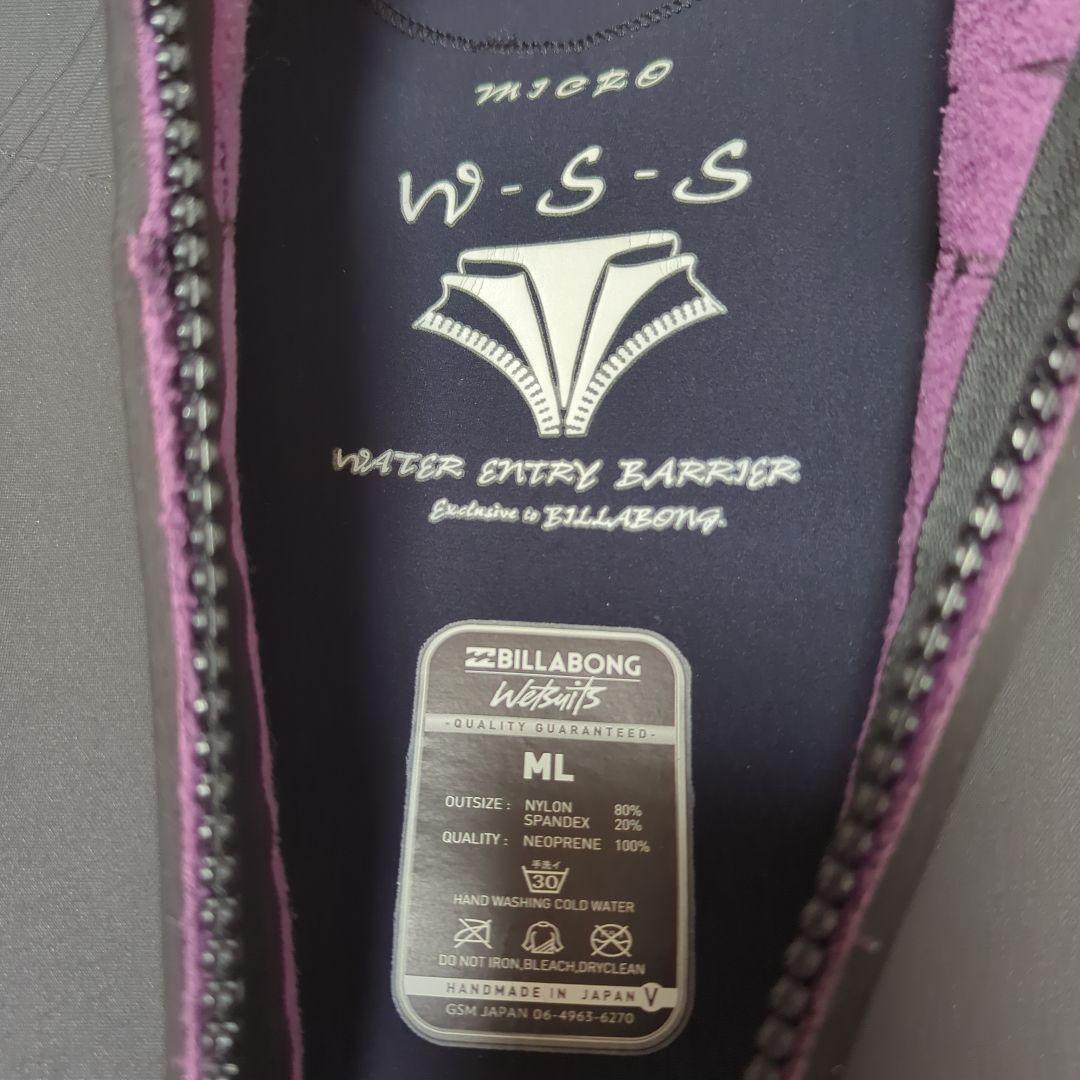 MICRO
W-S-S
WATER ENTRY BARRIER
Exclusive to BILLABONG.
BILLABONG
Wetsuits
-QUALITY GUARANTEED-
ML
OUTSIZE : NYLON 80%
SPANDEX 20%
QUALITY : NEOPRENE 100%
手洗イ
30
HAND WASHING COLD WATER
DO NOT IRON,BLEACH,DRYCLEAN
HANDMADE IN JAPAN V
GSM JAPAN 06-4963-6270